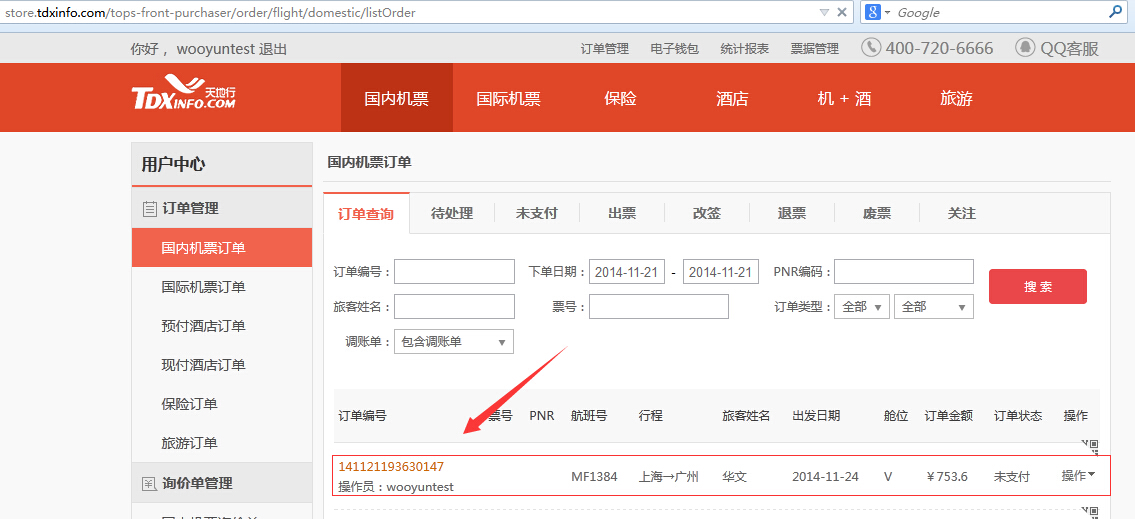 store.tdxinfo.com/tops-front-purchaser/order/flight/domestic/listOrder
Google
你好， wooyuntest 退出
订单管理 电子钱包 统计报表 票据管理 400-720-6666 QQ客服
TDXINFO.COM 天地行
国内机票 国际机票 保险 酒店 机 + 酒 旅游
用户中心
订单管理
国内机票订单
国际机票订单
预付酒店订单
现付酒店订单
保险订单
旅游订单
询价单管理
国内机票订单
订单查询 待处理 未支付 出票 改签 退票 废票 关注
订单编号： 下单日期： 2014-11-21 - 2014-11-21 PNR编码：
搜 索
旅客姓名： 票号： 订单类型： 全部 全部
调账单： 包含调账单
订单编号 票号 PNR 航班号 行程 旅客姓名 出发日期 舱位 订单金额 订单状态 操作
141121193630147
操作员：wooyuntest
MF1384 上海→广州 华文 2014-11-24 V ￥753.6 未支付 操作